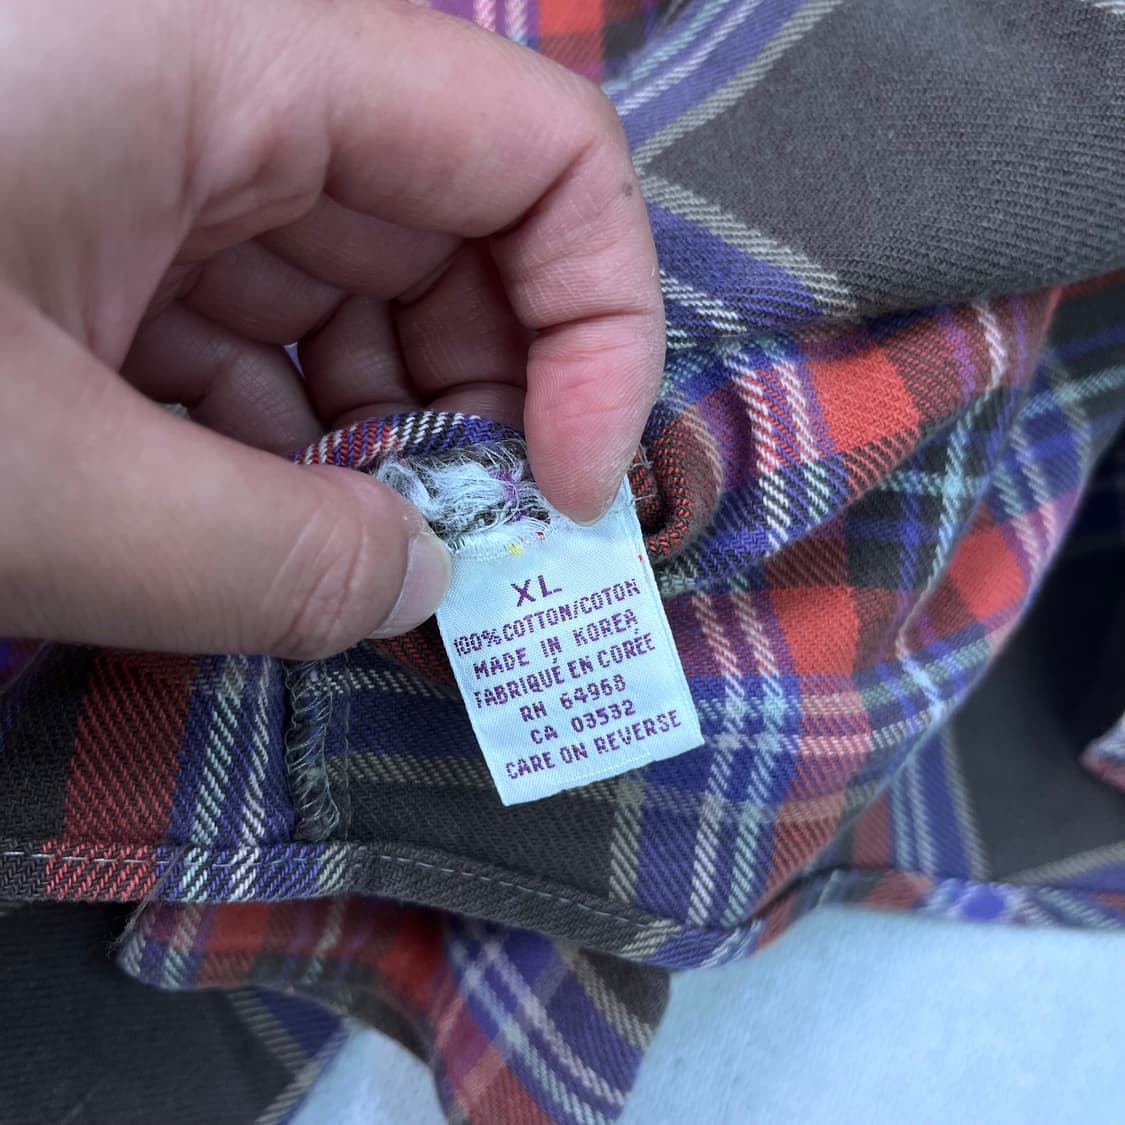 XL
100% COTTON/COTON
MADE IN KOREA
FABRIQUÉ EN CORÉE
RN 64968
CA 03532
CARE ON REVERSE